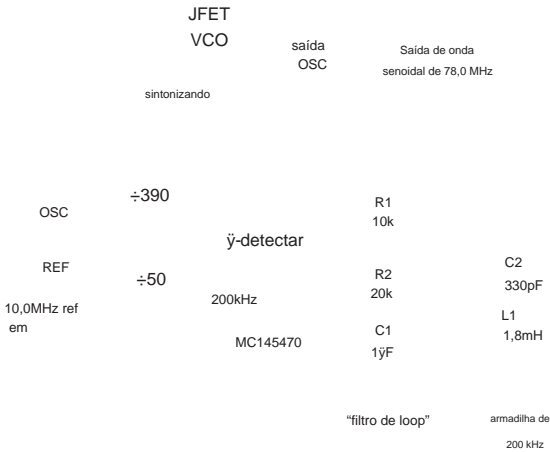 JFET
VCO
saída
OSC
Saída de onda
senoidal de 78,0 MHz
sintonizando
÷390
OSC
R1
10k
ÿ-detectar
REF
÷50
10,0MHz ref
em
200kHz
MC145470
R2
20k
C1
1ÿF
C2
330pF
L1
1,8mH
“filtro de loop”
armadilha de
200 kHz